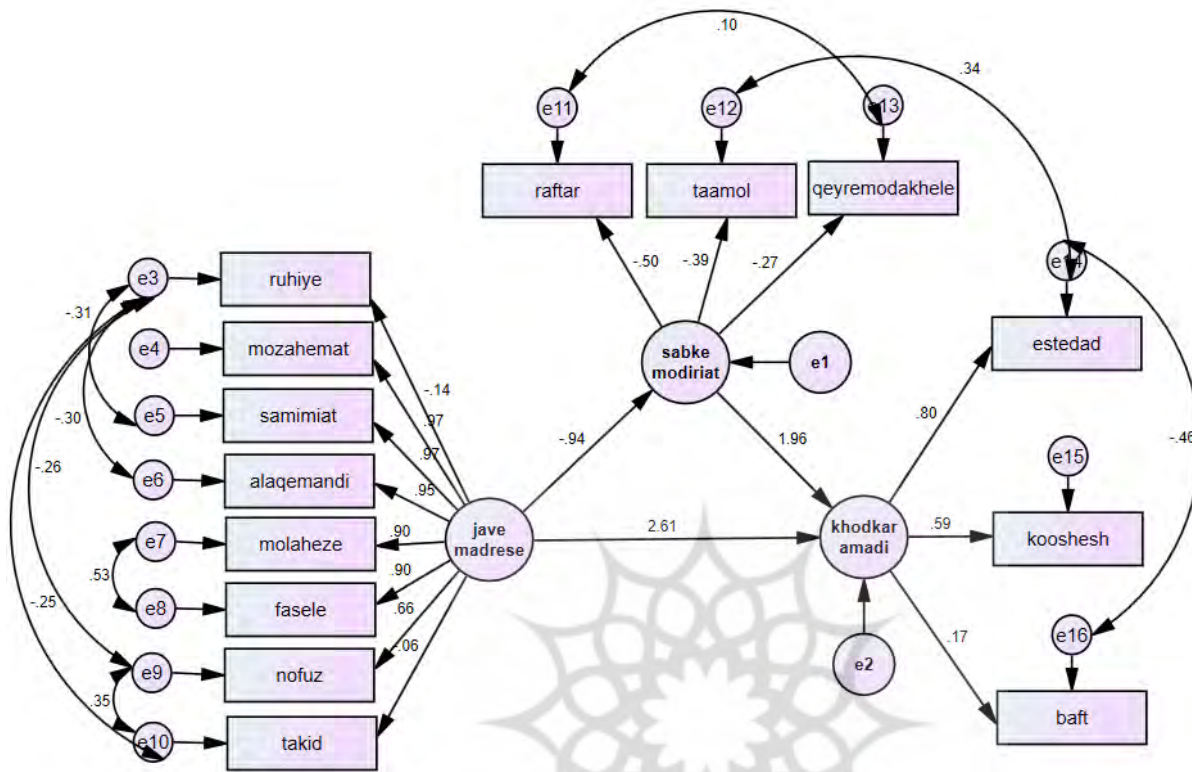 .10
.34
e11
e12
e13
raftar
taamol
qeyremodakhele
-.50
-.39
-.27
e14
estedad
e3
ruhiye
-.31
e4
mozahemat
sabke
modiriat
e1
-.14
.97
e5
samimiat
-.30
.97
-.94
1.96
.80
-.46
e15
-.26
e6
alaqemandi
.95
jave
madrese
2.61
khodkar
amadi
.59
kooshesh
e7
molaheze
.90
.53
e8
fasele
.90
-.25
.66
-.06
.17
e16
e9
nofuz
e2
.35
baft
e10
takid